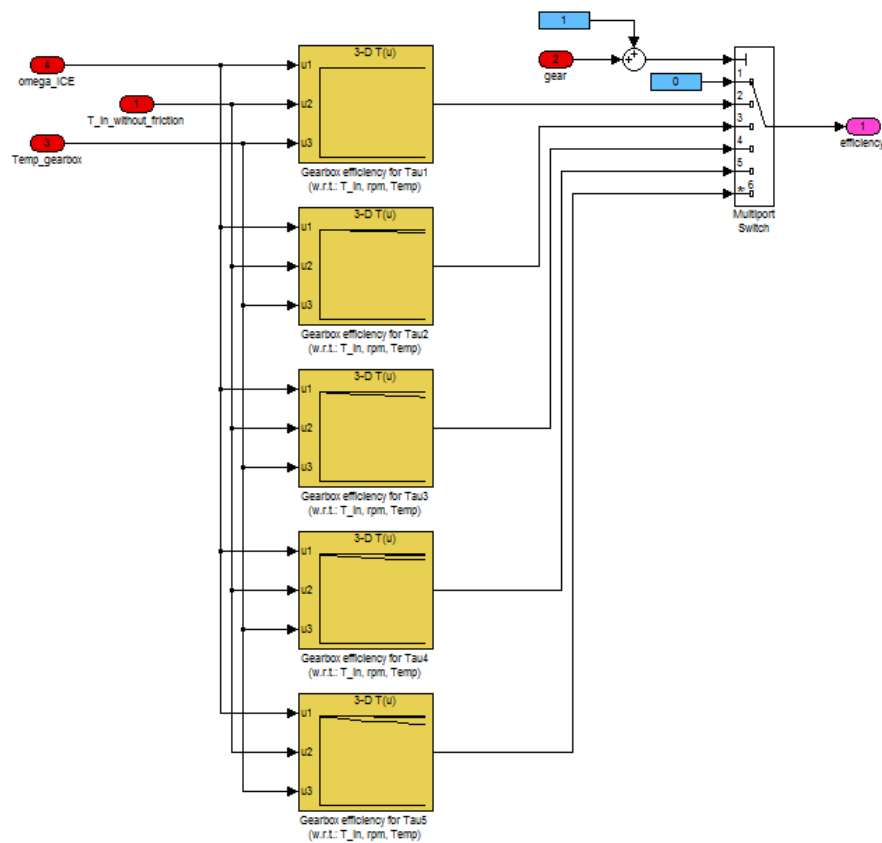 4
omega_ICE
1
T_in_without_friction
3
Temp_gearbox
3-D T(u)
u1
u2
u3
Gearbox efficiency for Tau1
(w.r.t.: T_in, rpm, Temp)
3-D T(u)
u1
u2
u3
Gearbox efficiency for Tau2
(w.r.t.: T_in, rpm, Temp)
3-D T(u)
u1
u2
u3
Gearbox efficiency for Tau3
(w.r.t.: T_in, rpm, Temp)
3-D T(u)
u1
u2
u3
Gearbox efficiency for Tau4
(w.r.t.: T_in, rpm, Temp)
3-D T(u)
u1
u2
u3
Gearbox efficiency for Tau5
(w.r.t.: T_in, rpm, Temp)
1
2
gear
++
0
1
2
3
4
5
*, 6
Multiport
Switch
1
efficiency